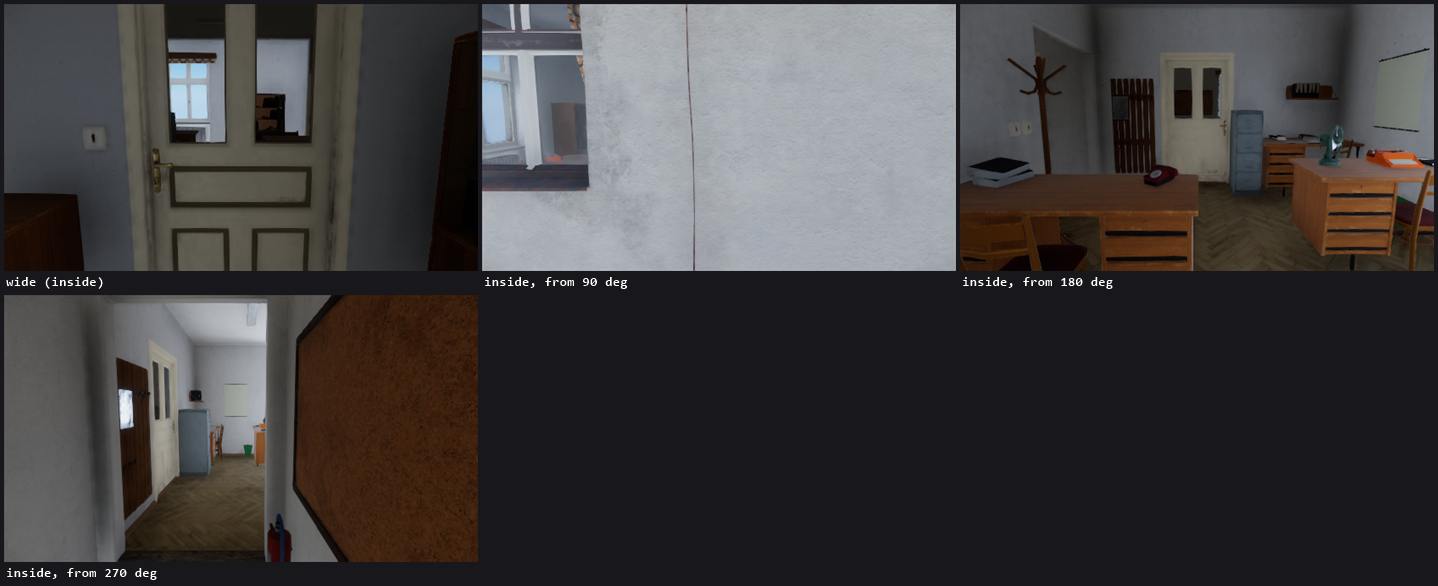 wide (inside)
inside, from 90 deg
inside, from 180 deg
inside, from 270 deg